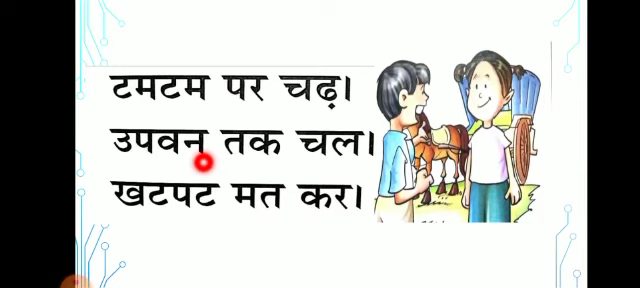 टमटम पर चढ़।
उपवन तक चल।
खटपट मत कर।